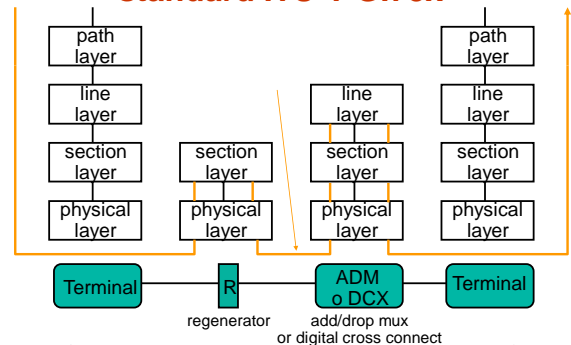 path layer
path layer
line layer
line layer
line layer
section layer
section layer
section layer
section layer
physical layer
physical layer
physical layer
physical layer
Terminal
R
ADM o DCX
Terminal
regenerator
add/drop mux or digital cross connect